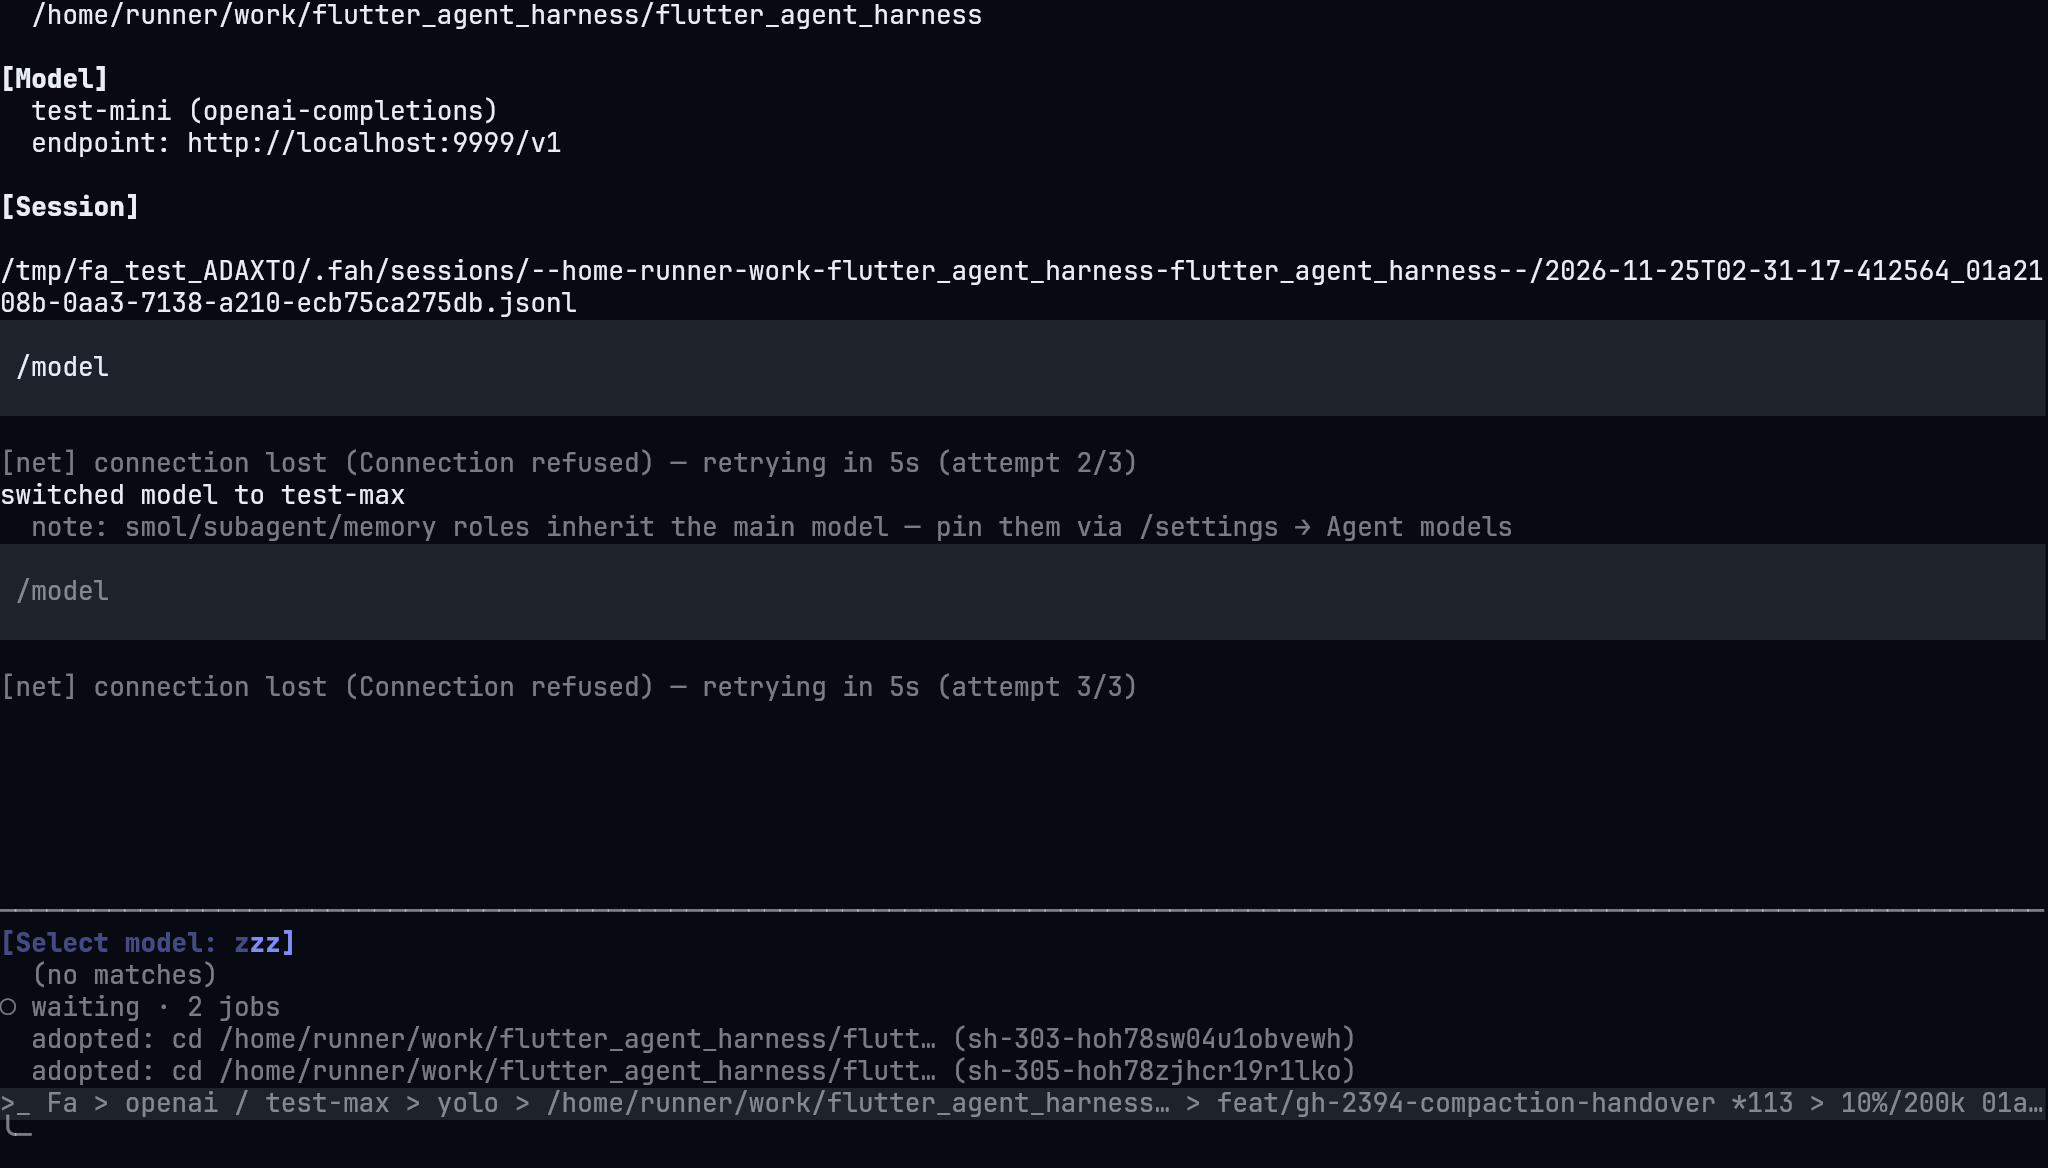 /home/runner/work/flutter_agent_harness/flutter_agent_harness
[Model]
test-mini (openai-completions)
endpoint: http://localhost:9999/v1
[Session]
/tmp/fa_test_ADAXTO/.fah/sessions/--home-runner-work-flutter_agent_harness-flutter_agent_harness--/2026-11-25T02-31-17-412564_01a21
08b-0aa3-7138-a210-ecb75ca275db.jsonl
/model
[net] connection lost (Connection refused) — retrying in 5s (attempt 2/3)
switched model to test-max
note: smol/subagent/memory roles inherit the main model — pin them via /settings → Agent models
/model
[net] connection lost (Connection refused) — retrying in 5s (attempt 3/3)
[Select model: zzz]
(no matches)
○ waiting · 2 jobs
adopted: cd /home/runner/work/flutter_agent_harness/flutt… (sh-303-hoh78sw04u1obvewh)
adopted: cd /home/runner/work/flutter_agent_harness/flutt… (sh-305-hoh78zjhcr19r1lko)
>_ Fa > openai / test-max > yolo > /home/runner/work/flutter_agent_harness… > feat/gh-2394-compaction-handover *113 > 10%/200k 01a…